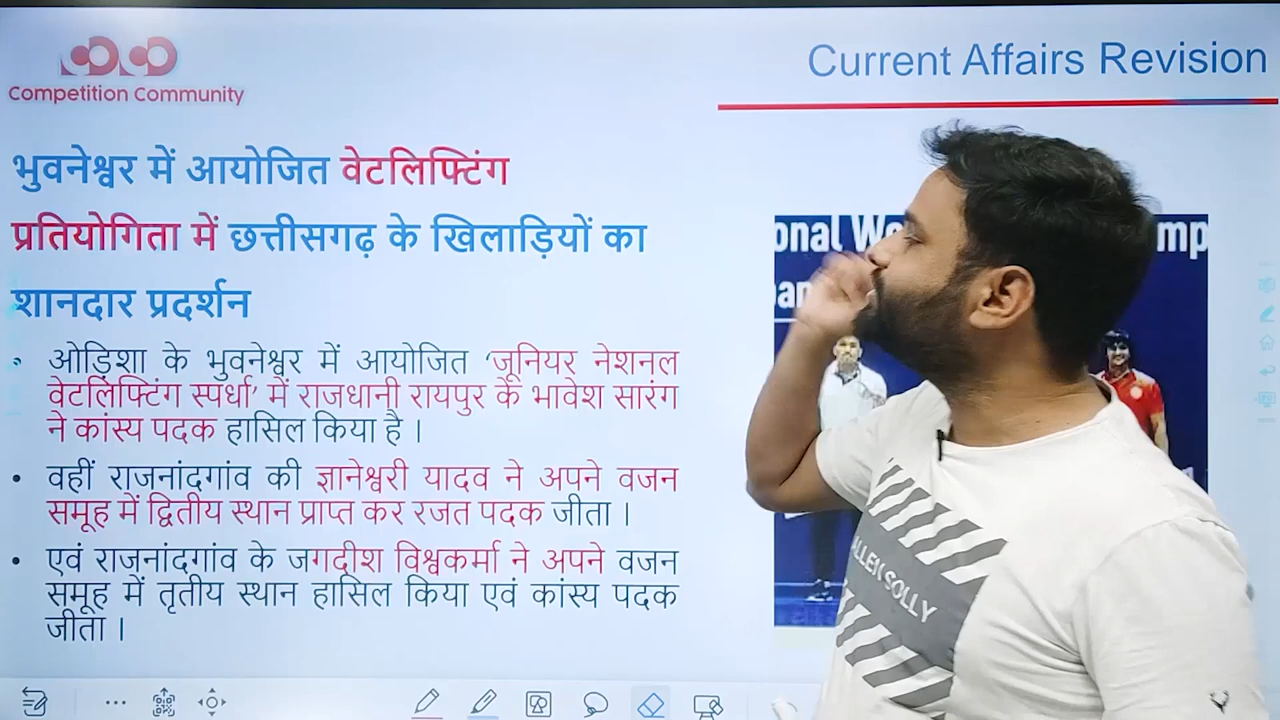 Competition Community
Current Affairs Revision
भुवनेश्वर में आयोजित वेटलिफ्टिंग
प्रतियोगिता में छत्तीसगढ़ के खिलाड़ियों का
शानदार प्रदर्शन
• ओड़िशा के भुवनेश्वर में आयोजित ‘जूनियर नेशनल
वेटलिफ्टिंग स्पर्धा’ में राजधानी रायपुर के भावेश सारंग
ने कांस्य पदक हासिल किया है ।
• वहीं राजनांदगांव की ज्ञानेश्वरी यादव ने अपने वजन
समूह में द्वितीय स्थान प्राप्त कर रजत पदक जीता ।
• एवं राजनांदगांव के जगदीश विश्वकर्मा ने अपने वजन
समूह में तृतीय स्थान हासिल किया एवं कांस्य पदक
जीता ।
ALLEN SOLLY